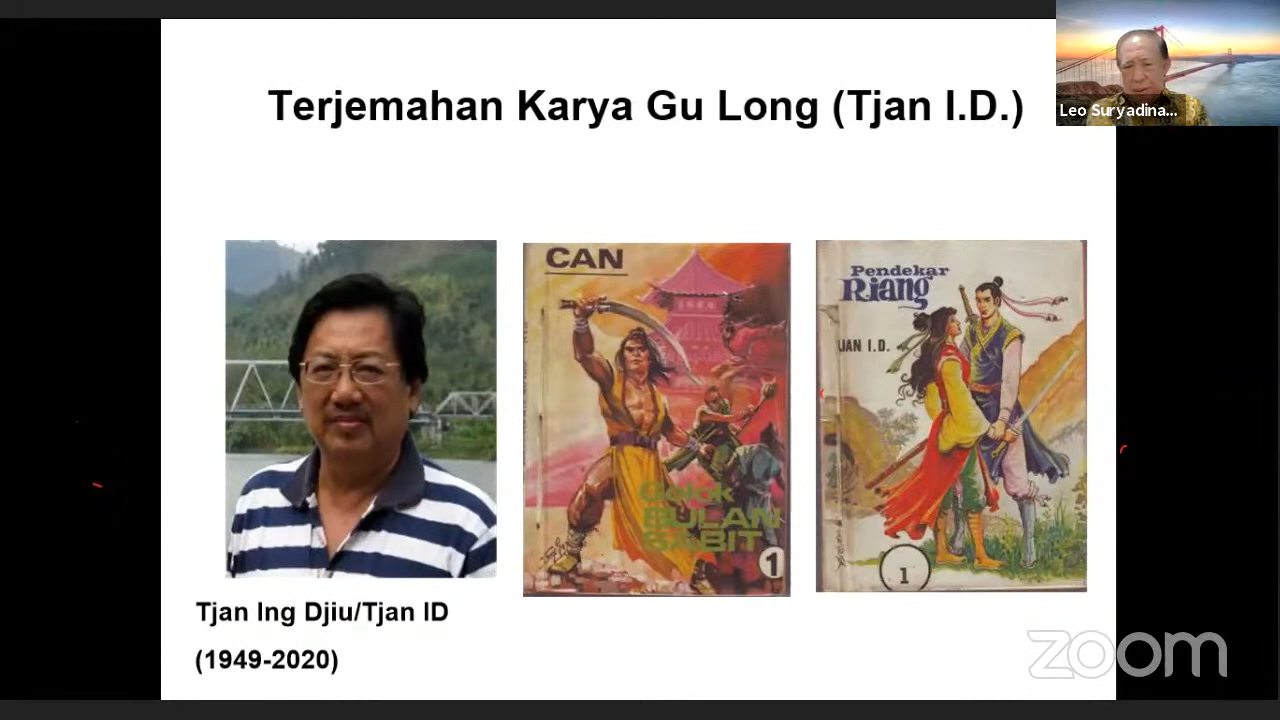 Terjemahan Karya Gu Long (Tjan I.D.)
Leo Suryadina...
CAN
Golok
BULAN
SABIT
1
Pendekar
Riang
JAN I.D.
1
Tjan Ing Djiu/Tjan ID
(1949-2020)
zoom